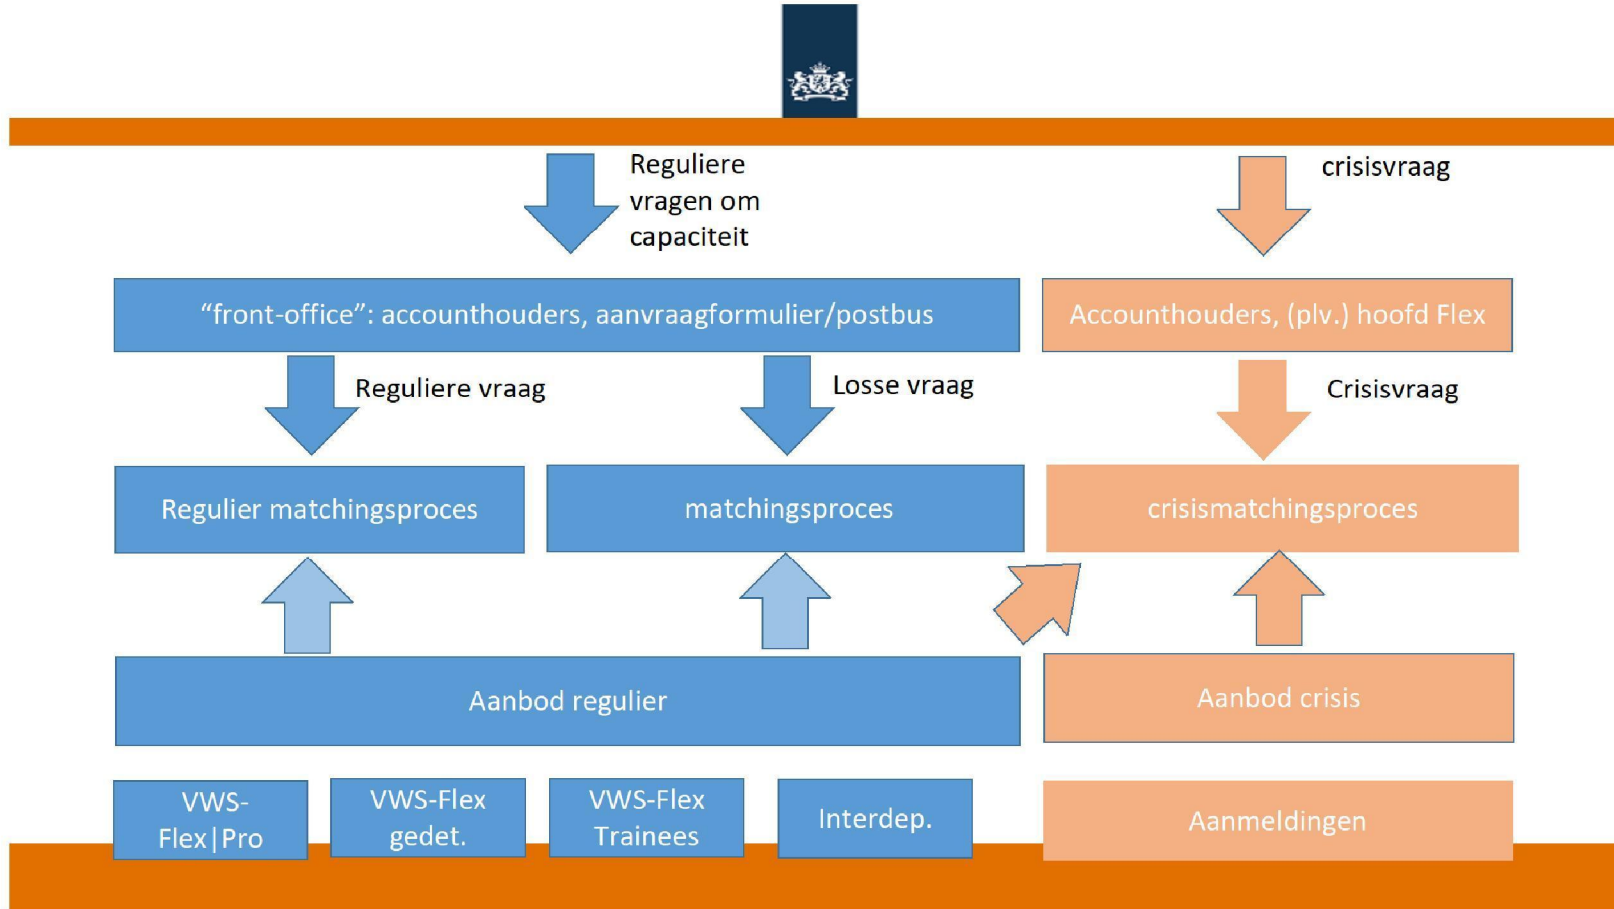 Reguliere
vragen om
capaciteit
crisisvraag
“front-office”: accounthouders, aanvraagformulier/postbus
Accounthouders, (plv.) hoofd Flex
Reguliere vraag
Losse vraag
Crisisvraag
Regulier matchingsproces
matchingsproces
crisismatchingsproces
Aanbod regulier
Aanbod crisis
VWS-
Flex|Pro
VWS-Flex
gedet.
VWS-Flex
Trainees
Interdep.
Aanmeldingen